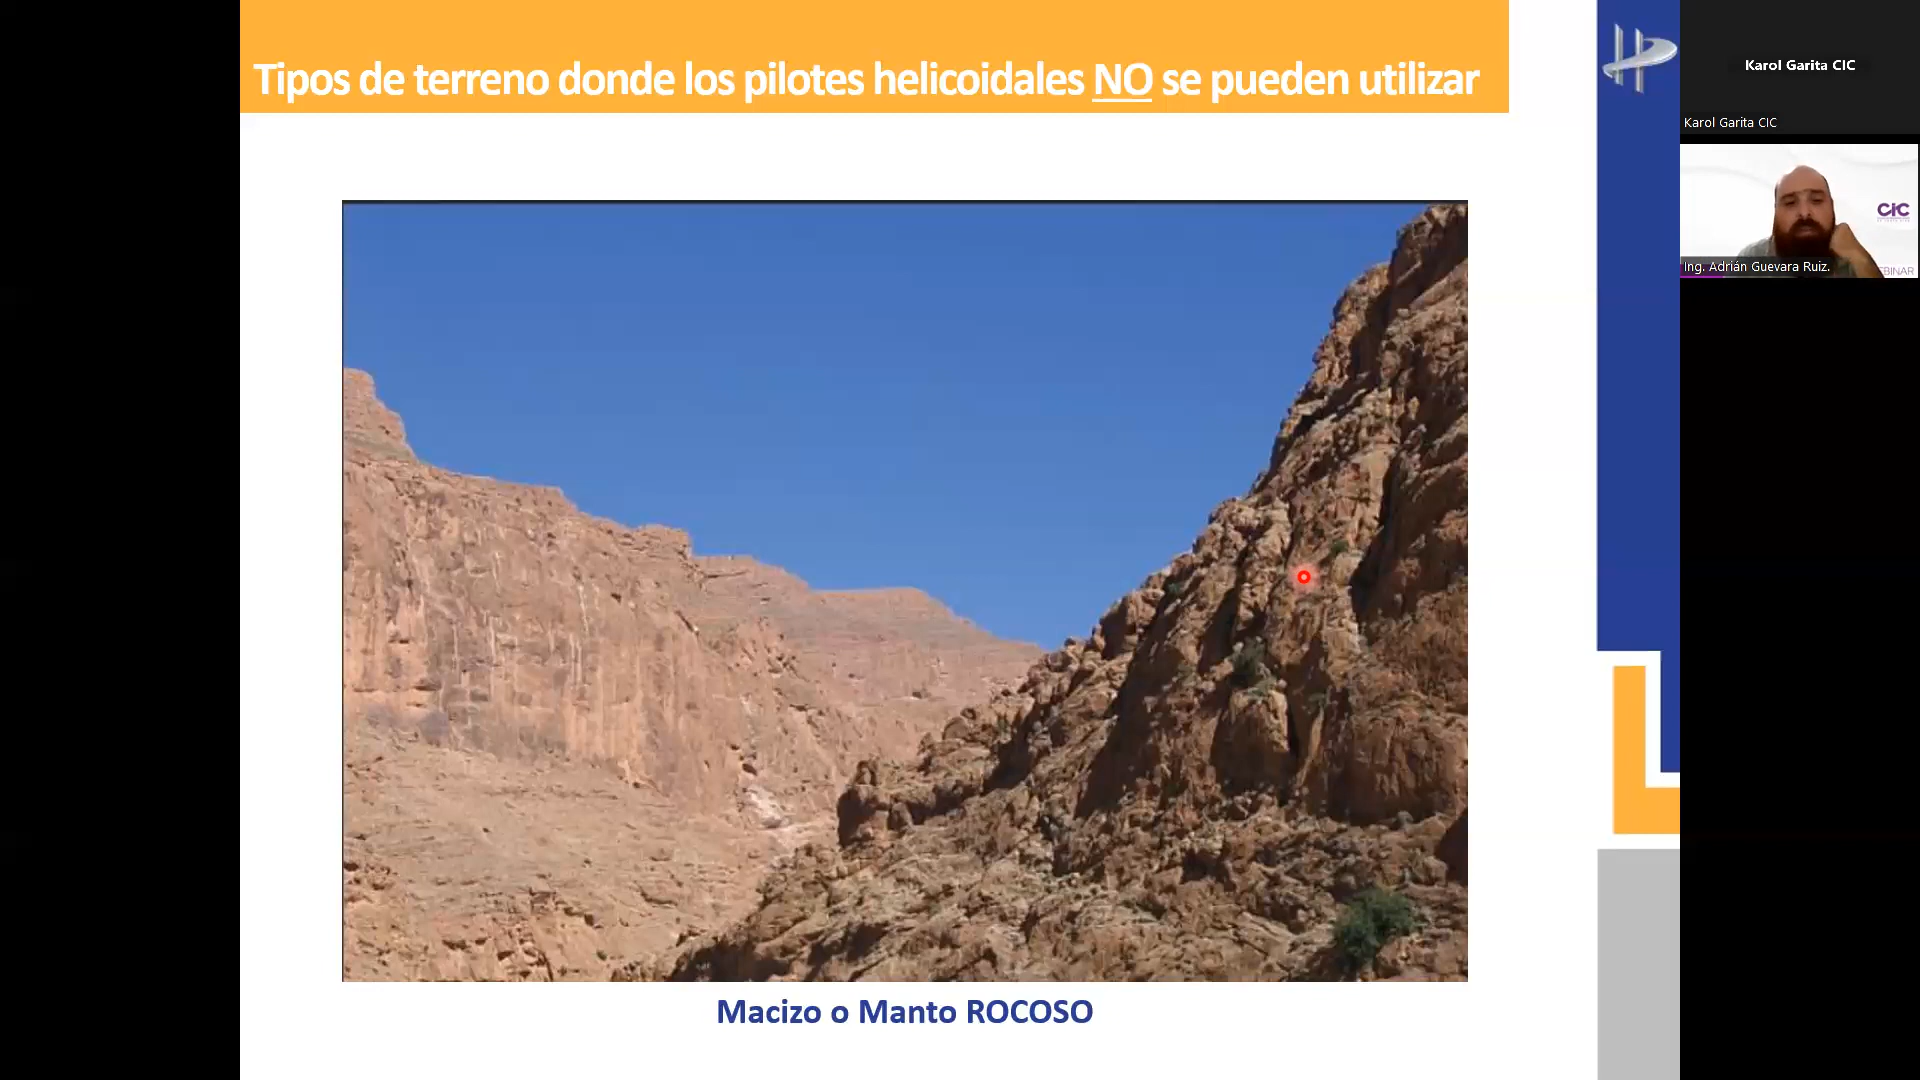 Tipos de terreno donde los pilotes helicoidales NO se pueden utilizar
Macizo o Manto ROCOSO
Karol Garita CIC
Karol Garita CIC
CIC
Ing. Adrián Guevara Ruiz.
EBINAR